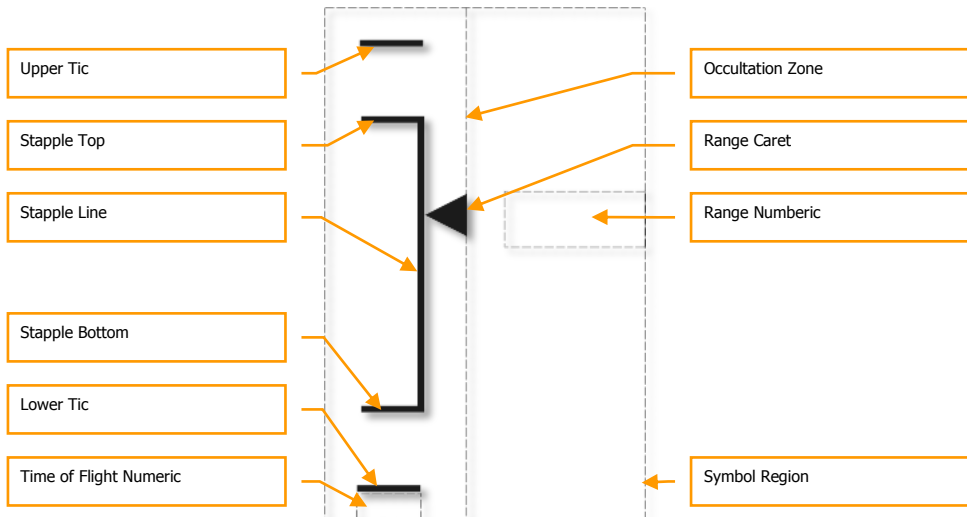 Upper Tic
Stapple Top
Stapple Line
Stapple Bottom
Lower Tic
Time of Flight Numeric
Occultation Zone
Range Caret
Range Numberic
Symbol Region